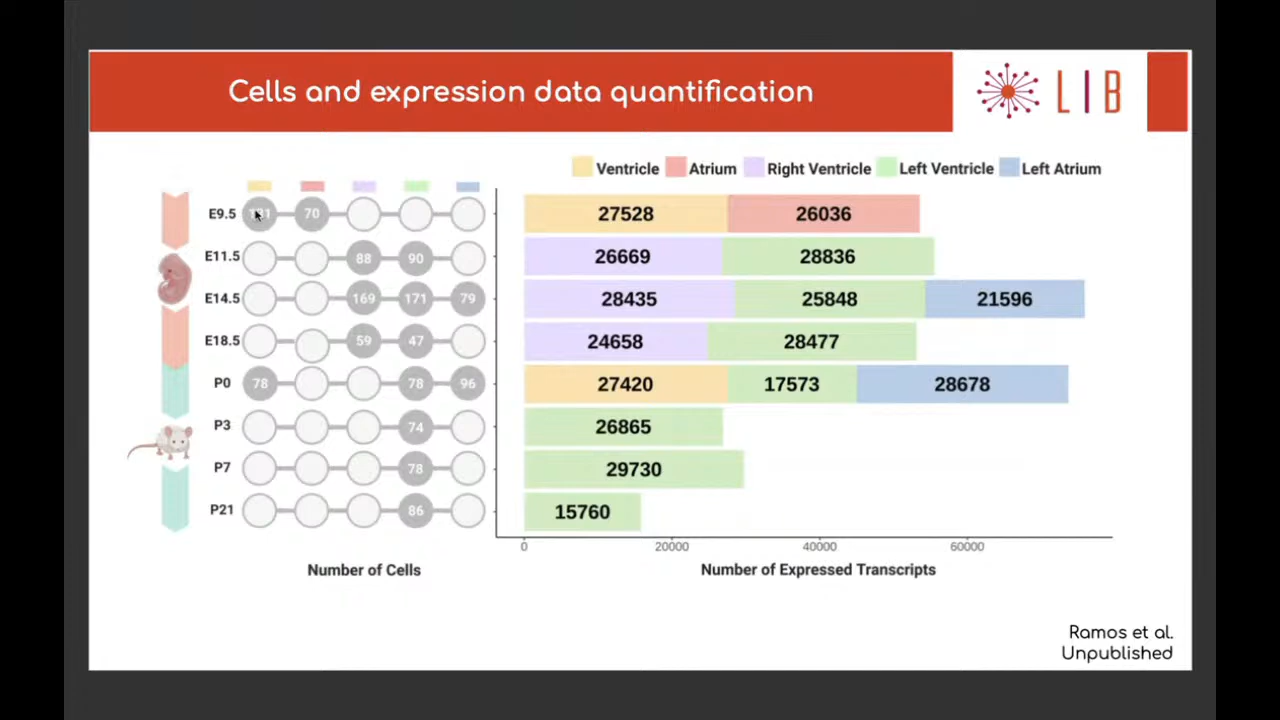 Cells and expression data quantification
LIB
Ventricle Atrium Right Ventricle Left Ventricle Left Atrium
E9.5 70 27528 26036
E11.5 88 90 26669 28836
E14.5 169 171 79 28435 25848 21596
E18.5 59 47 24658 28477
P0 78 78 96 27420 17573 28678
P3 74 26865
P7 78 29730
P21 86 15760
0 20000 40000 60000
Number of Cells Number of Expressed Transcripts
Ramos et al.
Unpublished